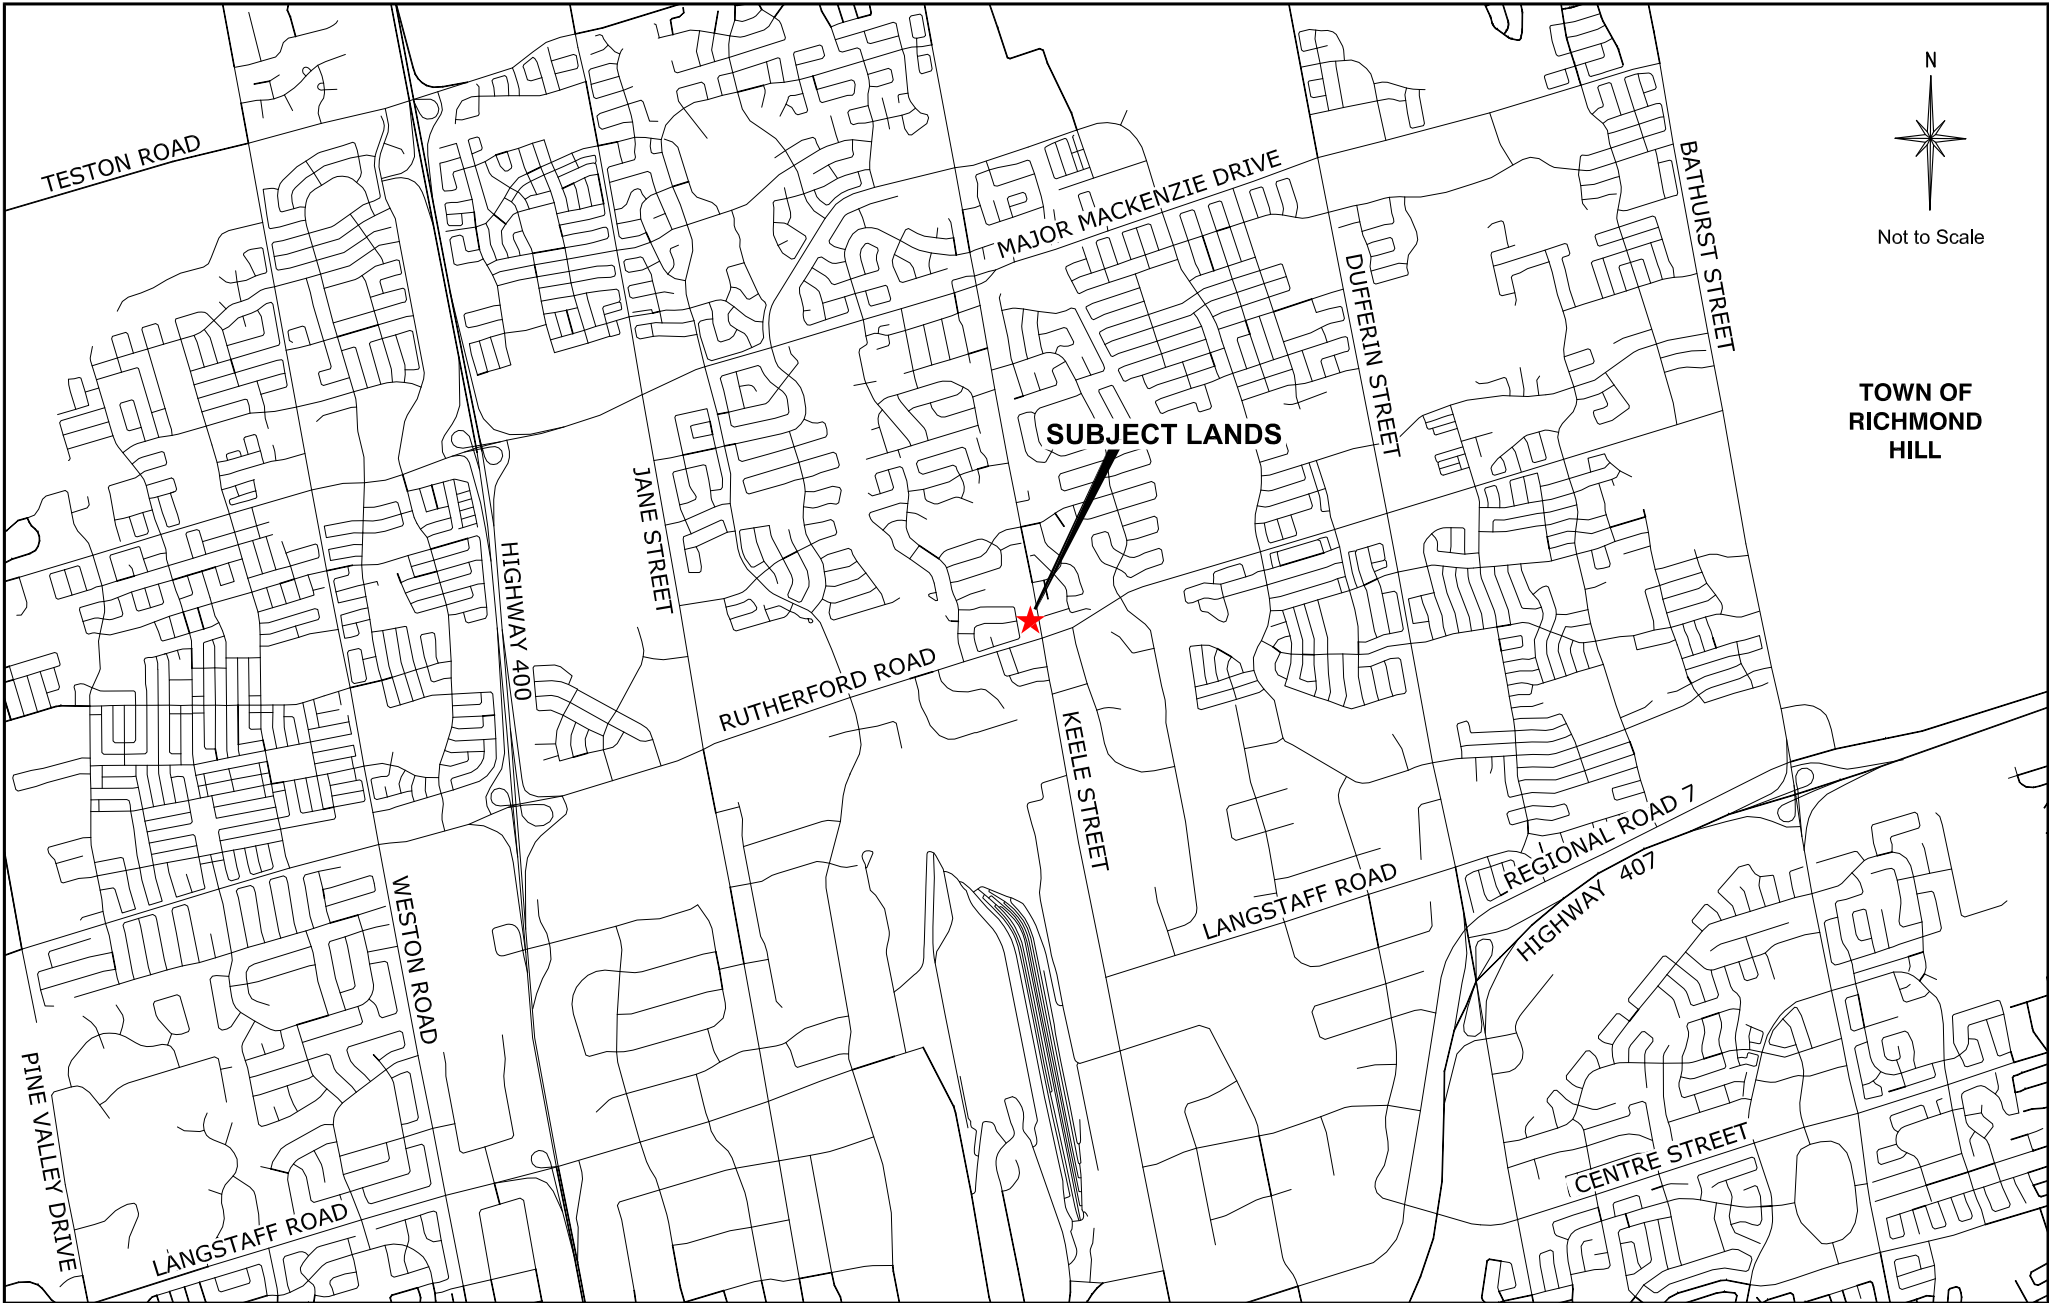 N
TESTON ROAD
MAJOR MACKENZIE DRIVE
BATHURST STREET
Not to Scale
DUFFERIN STREET
TOWN OF
RICHMOND
HILL
SUBJECT LANDS
JANE STREET
HIGHWAY 400
RUTHERFORD ROAD
KEELE STREET
REGIONAL ROAD 7
LANGSTAFF ROAD
HIGHWAY 407
WESTON ROAD
PINE VALLEY DRIVE
CENTRE STREET
LANGSTAFF ROAD